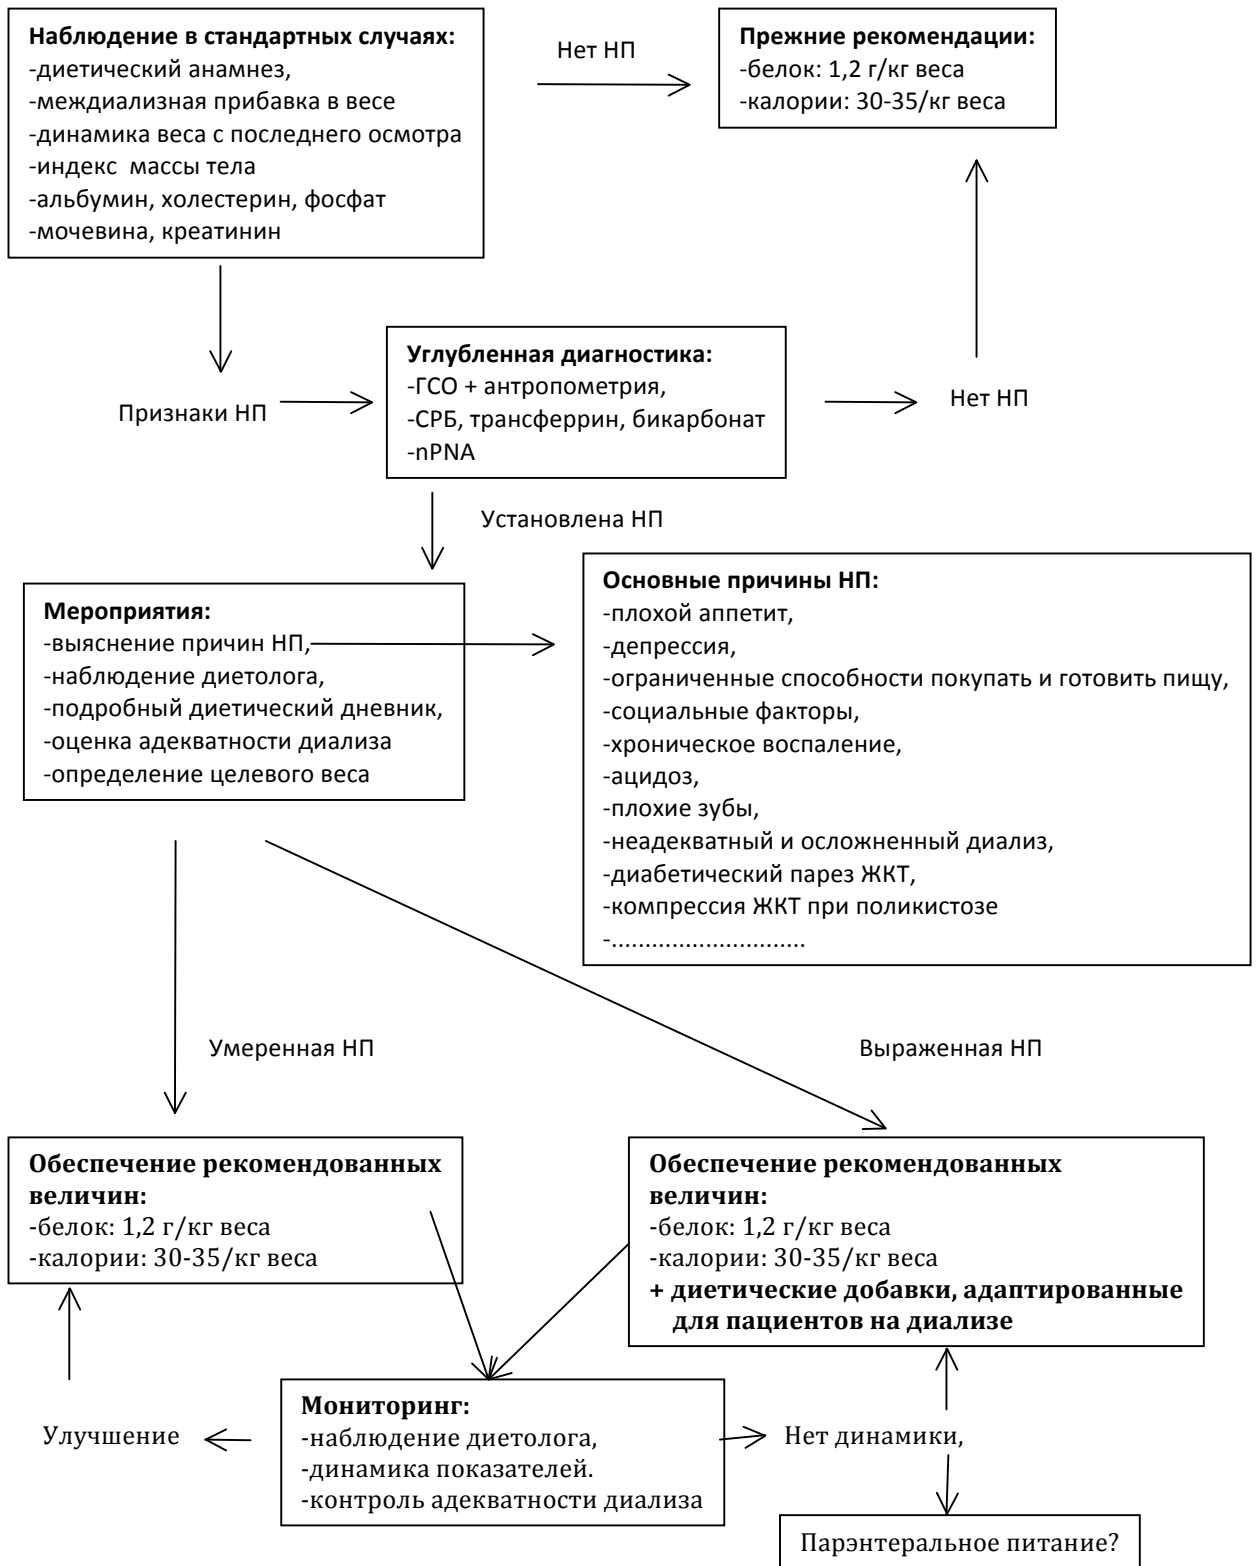 Наблюдение в стандартных случаях:
-диетический анамнез,
-междиализная прибавка в весе
-динамика веса с последнего осмотра
-индекс массы тела
-альбумин, холестерин, фосфат
-мочевина, креатинин
Нет НП
Прежние рекомендации:
-белок: 1,2 г/кг веса
-калории: 30-35/кг веса
Признаки НП
Углубленная диагностика:
-ГСО + антропометрия,
-СРБ, трансферрин, бикарбонат
-nPNA
Нет НП
Установлена НП
Мероприятия:
-выяснение причин НП,
-наблюдение диетолога,
-подробный диетический дневник,
-оценка адекватности диализа
-определение целевого веса
Основные причины НП:
-плохой аппетит,
-депрессия,
-ограниченные способности покупать и готовить пищу,
-социальные факторы,
-хроническое воспаление,
-ацидоз,
-плохие зубы,
-неадекватный и осложненный диализ,
-диабетический парез ЖКТ,
-компрессия ЖКТ при поликистозе
-.............................
Умеренная НП
Выраженная НП
Обеспечение рекомендованных
величин:
-белок: 1,2 г/кг веса
-калории: 30-35/кг веса
Обеспечение рекомендованных
величин:
-белок: 1,2 г/кг веса
-калории: 30-35/кг веса
+ диетические добавки, адаптированные
для пациентов на диализе
Улучшение
Мониторинг:
-наблюдение диетолога,
-динамика показателей.
-контроль адекватности диализа
Нет динамики,
Парэнтеральное питание?